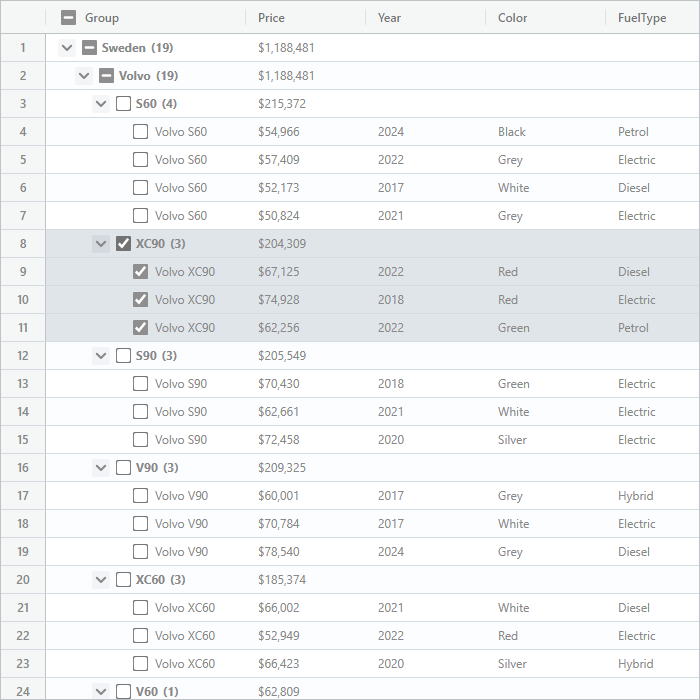 Group Price Year Color FuelType
1 Sweden (19) $1,188,481
2 Volvo (19) $1,188,481
3 S60 (4) $215,372
4 Volvo S60 $54,966 2024 Black Petrol
5 Volvo S60 $57,409 2022 Grey Electric
6 Volvo S60 $52,173 2017 White Diesel
7 Volvo S60 $50,824 2021 Grey Electric
8 XC90 (3) $204,309
9 Volvo XC90 $67,125 2022 Red Diesel
10 Volvo XC90 $74,928 2018 Red Electric
11 Volvo XC90 $62,256 2022 Green Petrol
12 S90 (3) $205,549
13 Volvo S90 $70,430 2018 Green Electric
14 Volvo S90 $62,661 2021 White Electric
15 Volvo S90 $72,458 2020 Silver Electric
16 V90 (3) $209,325
17 Volvo V90 $60,001 2017 Grey Hybrid
18 Volvo V90 $70,784 2017 White Electric
19 Volvo V90 $78,540 2024 Grey Diesel
20 XC60 (3) $185,374
21 Volvo XC60 $66,002 2021 White Diesel
22 Volvo XC60 $52,949 2022 Red Electric
23 Volvo XC60 $66,423 2020 Silver Hybrid
24 V60 (1) $62,809